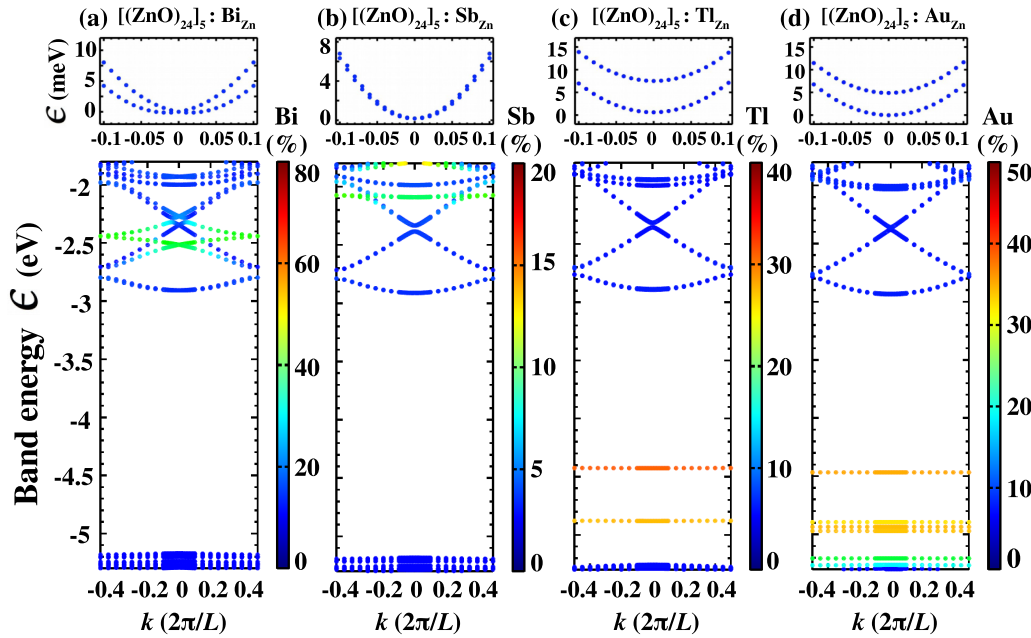 (a) [(ZnO)₂₄]₅ : Bi_Zn (b) [(ZnO)₂₄]₅ : Sb_Zn (c) [(ZnO)₂₄]₅ : Tl_Zn (d) [(ZnO)₂₄]₅ : Au_Zn
ϵ (meV)
10 5 0
8 4 0
15 10 5 0
15 10 5 0
-0.1 -0.05 0 0.05 0.1 -0.1 -0.05 0 0.05 0.1 -0.1 -0.05 0 0.05 0.1 -0.1 -0.05 0 0.05 0.1
Bi (%) Sb (%) Tl (%) Au (%)
Band energy ϵ (eV)
-2
-2.5
-3
-3.5
-4
-4.5
-5
80 60 40 20 0
20 15 10 5 0
40 30 20 10 0
50 40 30 20 10 0
-0.4 -0.2 0 0.2 0.4 -0.4 -0.2 0 0.2 0.4 -0.4 -0.2 0 0.2 0.4 -0.4 -0.2 0 0.2 0.4
k (2π/L) k (2π/L) k (2π/L) k (2π/L)